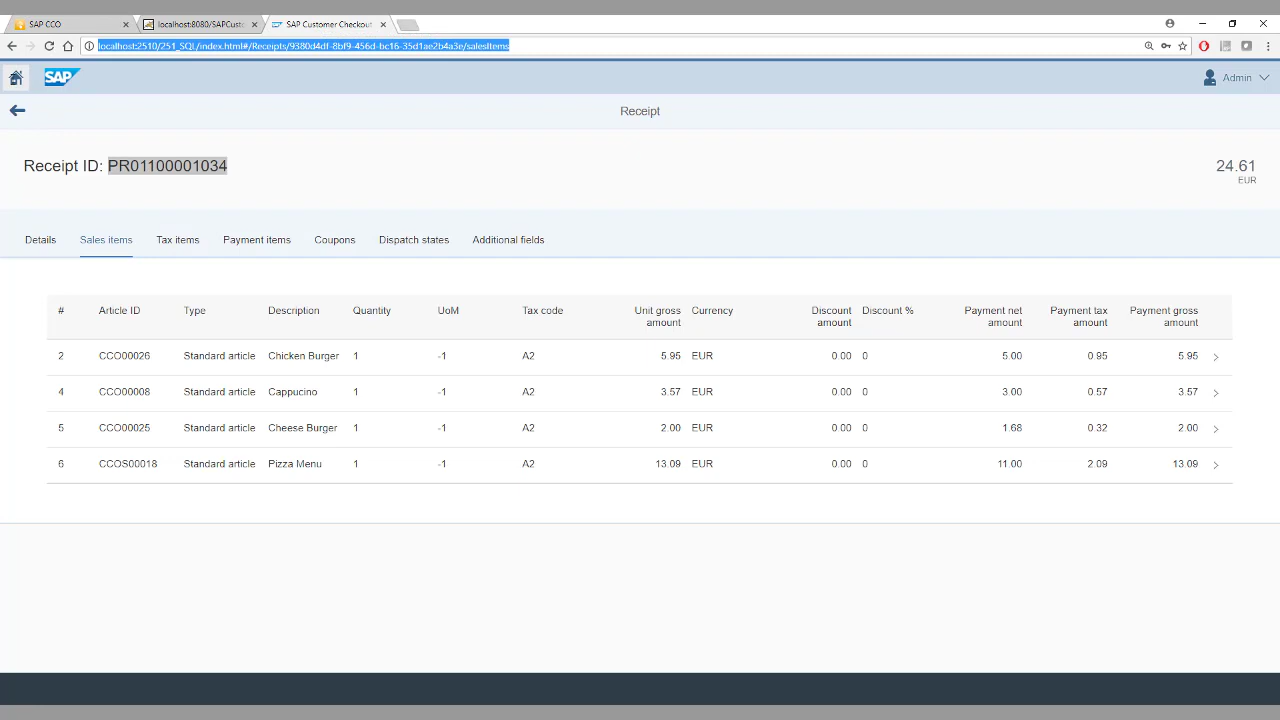 SAP CCO
localhost:8080/SAPCust
SAP Customer Checkout
localhost:2510/251_SQL/index.html#/Receipts/9380d4df-8bf9-456d-bc16-35d1ae2b4a3e/salesItems
SAP
Admin
Receipt
Receipt ID: PR01100001034
24.61
EUR
Details Sales items Tax items Payment items Coupons Dispatch states Additional fields
# Article ID Type Description Quantity UoM Tax code Unit gross amount Currency Discount amount Discount % Payment net amount Payment tax amount Payment gross amount
2 CCO00026 Standard article Chicken Burger 1 -1 A2 5.95 EUR 0.00 0 5.00 0.95 5.95
4 CCO00008 Standard article Cappucino 1 -1 A2 3.57 EUR 0.00 0 3.00 0.57 3.57
5 CCO00025 Standard article Cheese Burger 1 -1 A2 2.00 EUR 0.00 0 1.68 0.32 2.00
6 CCOS00018 Standard article Pizza Menu 1 -1 A2 13.09 EUR 0.00 0 11.00 2.09 13.09